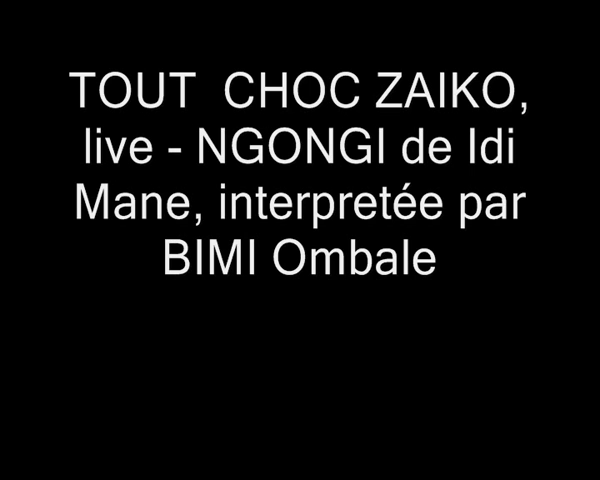 TOUT  CHOC ZAIKO,
live - NGONGI de Idi
Mane, interpretée par
BIMI Ombale